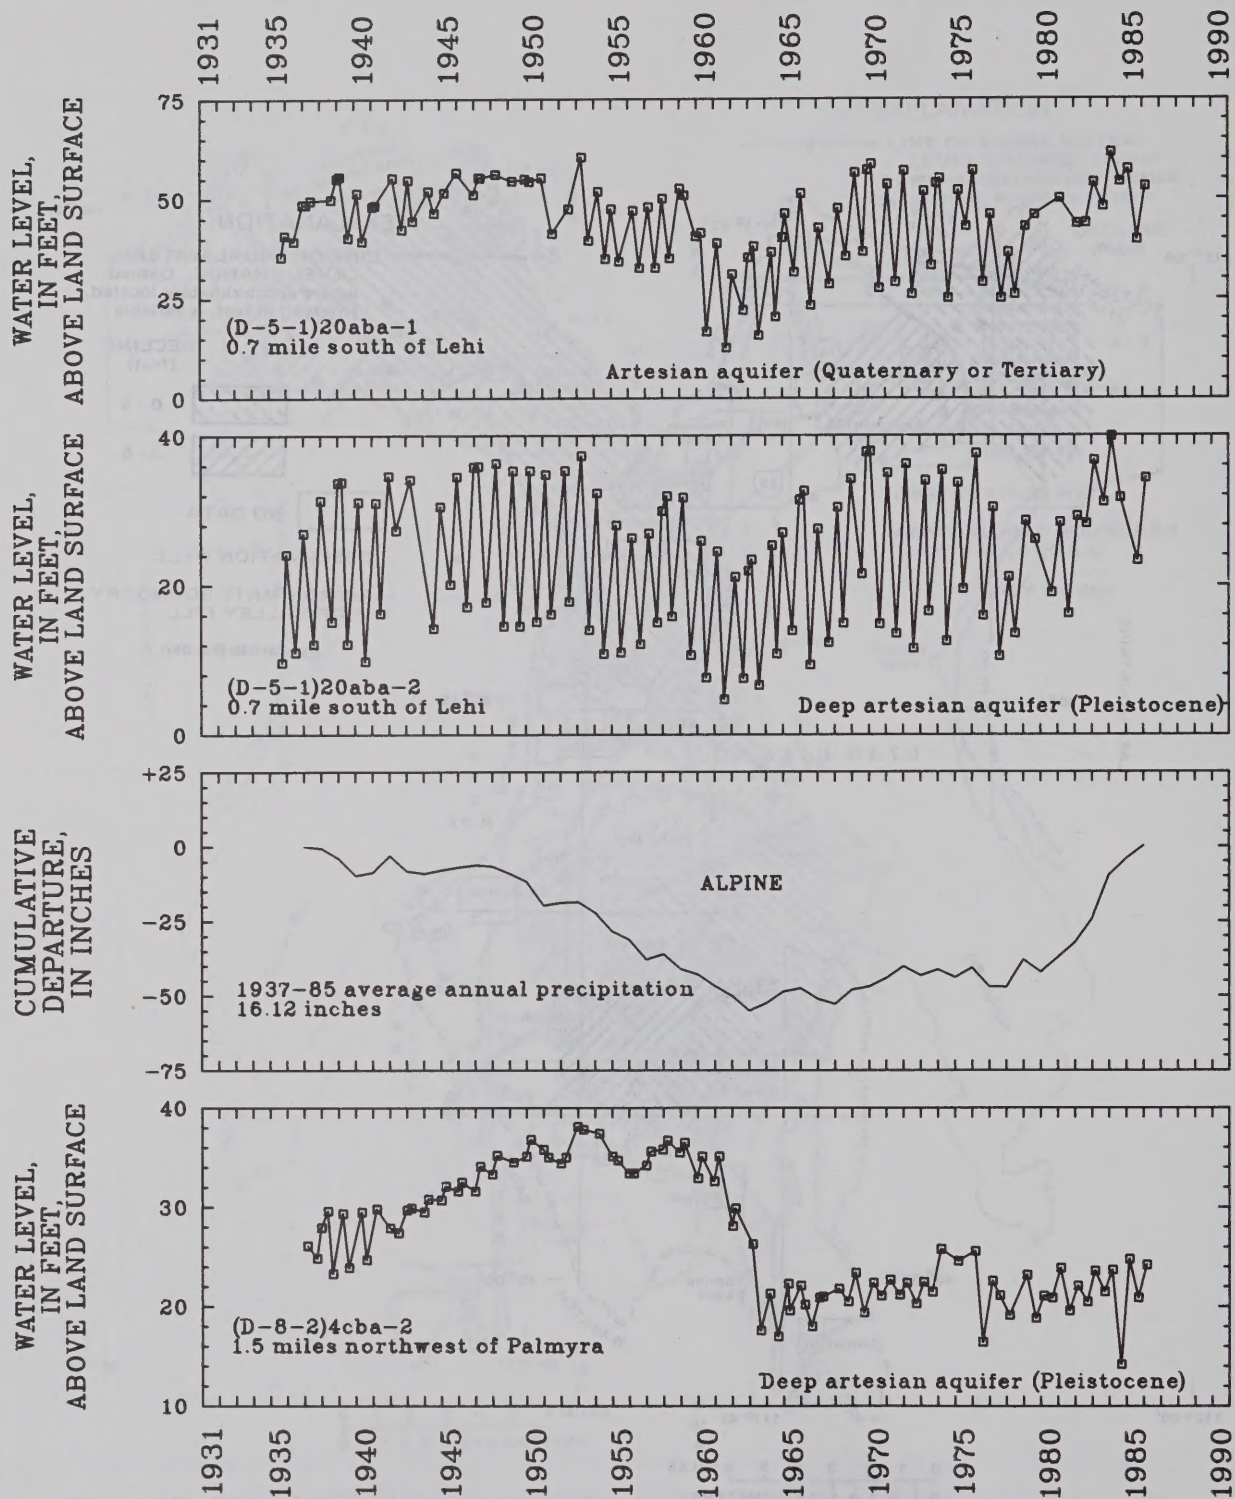 1931 1935 1940 1945 1950 1955 1960 1965 1970 1975 1980 1985 1990
WATER LEVEL,
IN FEET,
ABOVE LAND SURFACE
75
50
25
0
(D-5-1)20aba-1
0.7 mile south of Lehi
Artesian aquifer (Quaternary or Tertiary)
WATER LEVEL,
IN FEET,
ABOVE LAND SURFACE
40
20
0
(D-5-1)20aba-2
0.7 mile south of Lehi
Deep artesian aquifer (Pleistocene)
CUMULATIVE
DEPARTURE,
IN INCHES
+25
0
-25
-50
-75
ALPINE
1937-85 average annual precipitation
16.12 inches
WATER LEVEL,
IN FEET,
ABOVE LAND SURFACE
40
30
20
10
(D-8-2)4cba-2
1.5 miles northwest of Palmyra
Deep artesian aquifer (Pleistocene)
1931 1935 1940 1945 1950 1955 1960 1965 1970 1975 1980 1985 1990